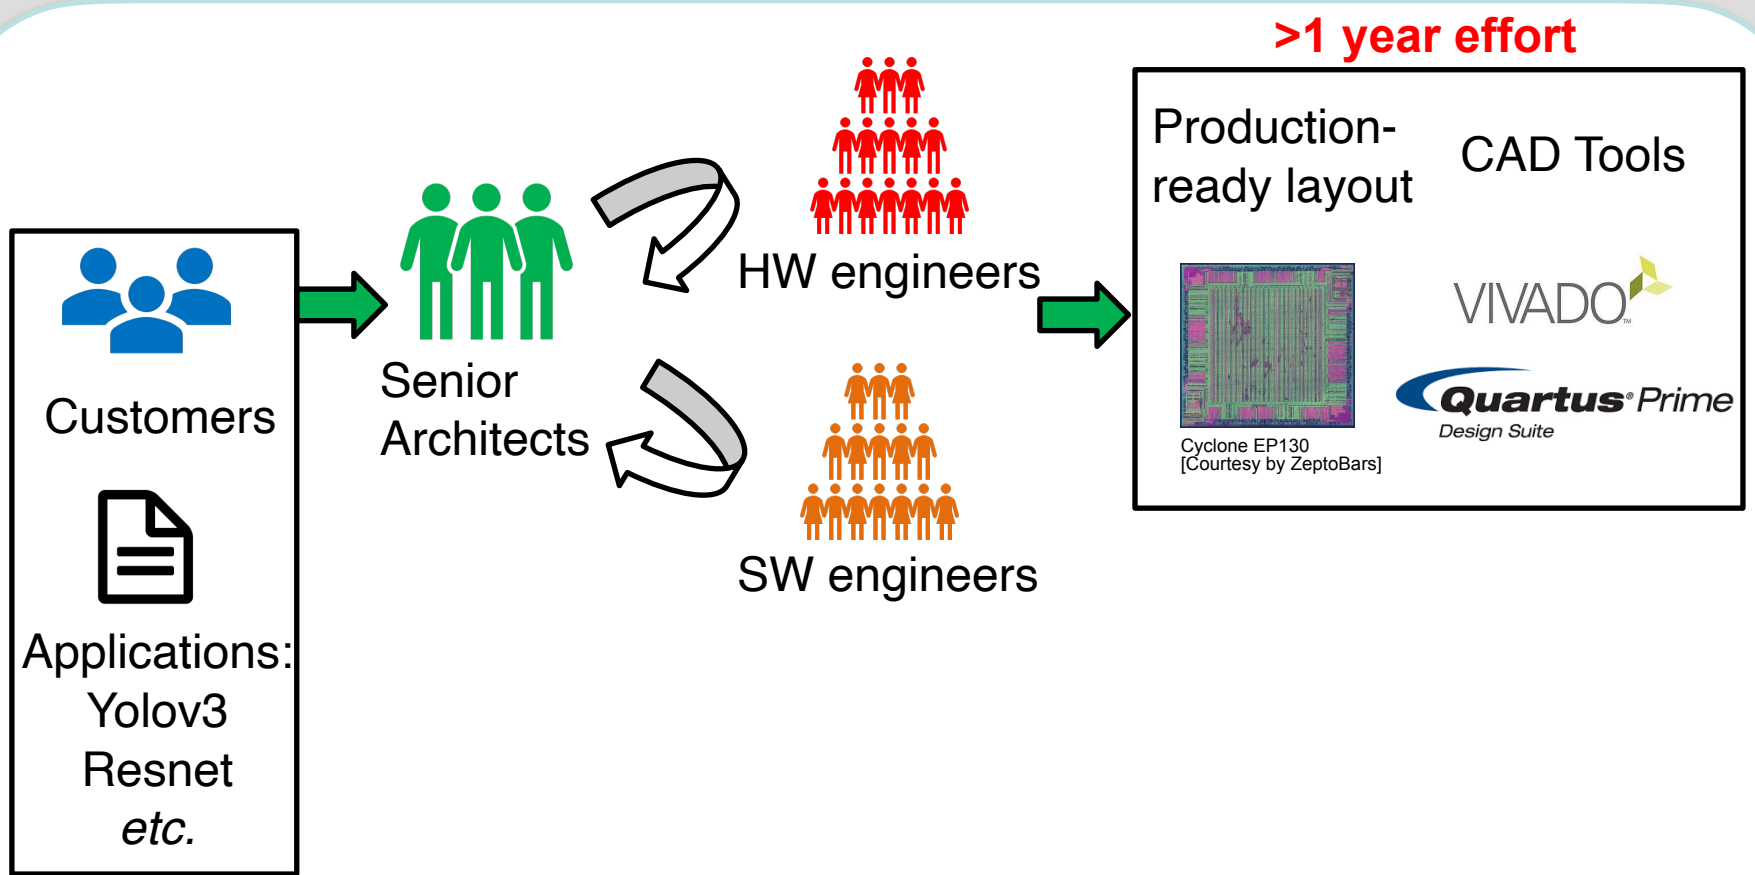 >1 year effort
Customers
Applications:
Yolov3
Resnet
etc.
Senior
Architects
HW engineers
SW engineers
Production-
ready layout
CAD Tools
Cyclone EP130
[Courtesy by ZeptoBars]
VIVADO™
Quartus® Prime
Design Suite